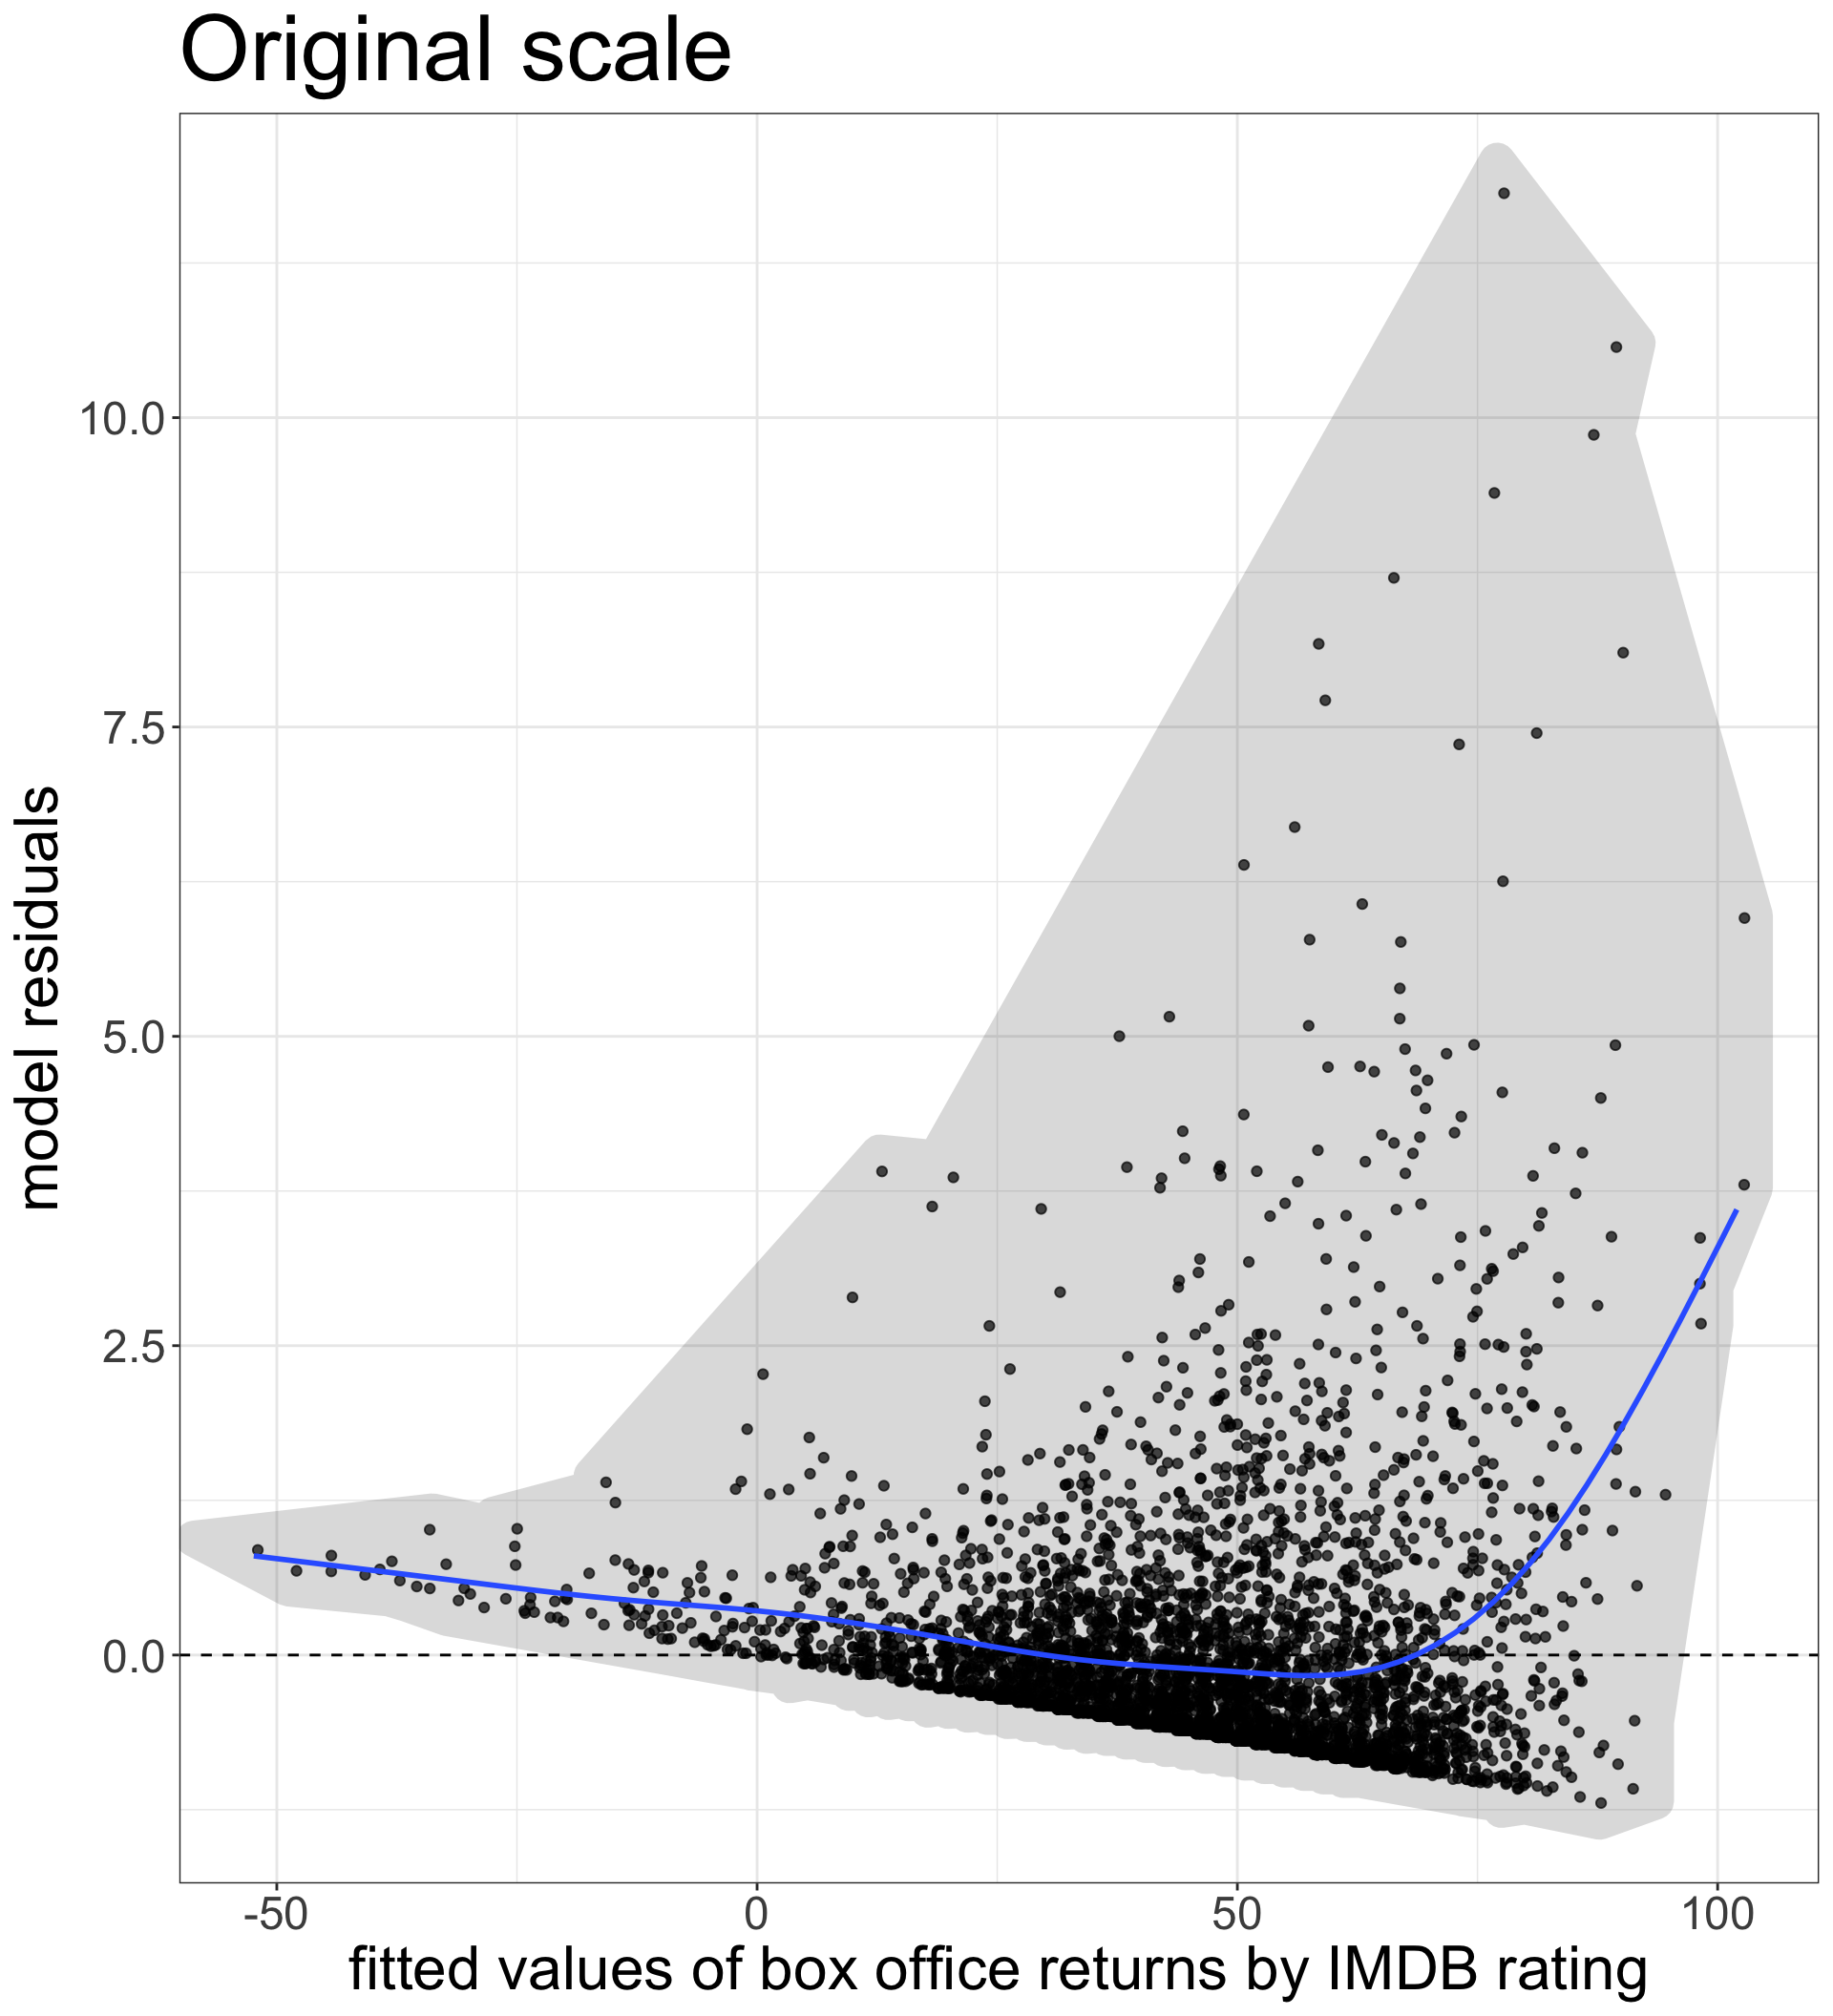 Original scale
model residuals
10.0
7.5
5.0
2.5
0.0
-50 0 50 100
fitted values of box office returns by IMDB rating